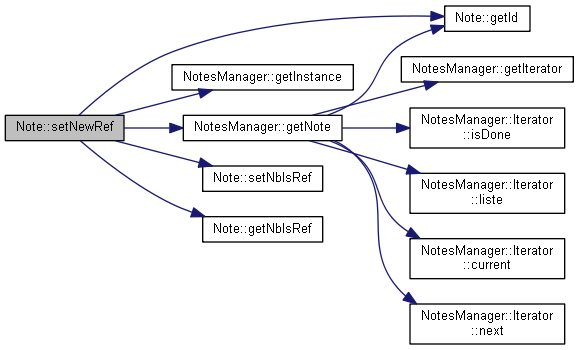 Note::getId
NotesManager::getIterator
NotesManager::getInstance
Note::setNewRef
NotesManager::getNote
NotesManager::Iterator
::isDone
Note::setNbIsRef
NotesManager::Iterator
::liste
Note::getNbIsRef
NotesManager::Iterator
::current
NotesManager::Iterator
::next